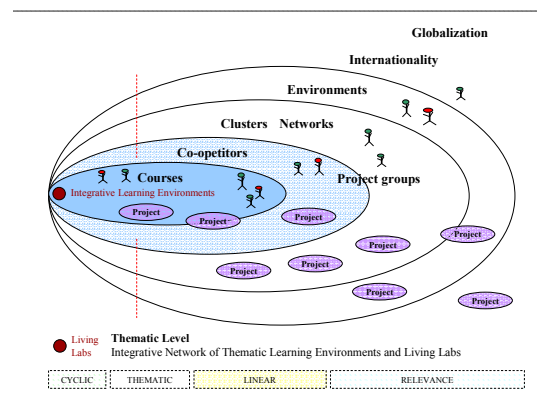 Globalization
Internationality
Environments
Clusters Networks
Co-opetitors
Courses
Project groups
Integrative Learning Environments
Project
Project
Project
Project
Project
Project
Project
Project
Project
Living
Labs
Thematic Level
Integrative Network of Thematic Learning Environments and Living Labs
CYCLIC
THEMATIC
LINEAR
RELEVANCE